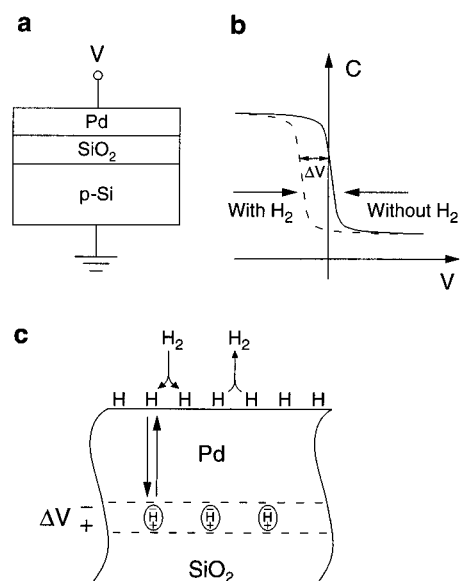 a
V
Pd
SiO₂
p-Si
b
C
ΔV
With H₂
Without H₂
V
c
H₂ H₂
H H H H H H H
Pd
ΔV − +
− H + − H + − H +
SiO₂